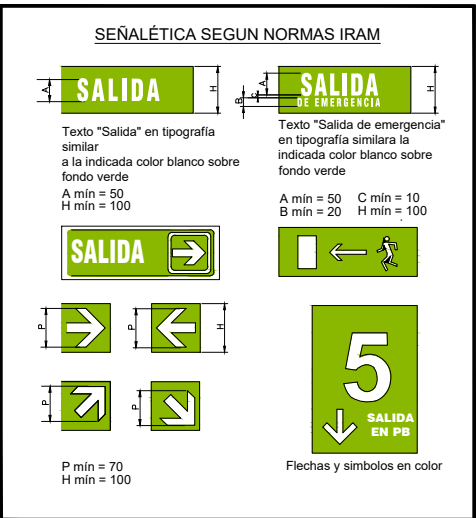 SEÑALÉTICA SEGUN NORMAS IRAM
A
SALIDA
H
Texto "Salida" en tipografía
similar
a la indicada color blanco sobre
fondo verde
A mín = 50
H mín = 100
B
C
A
SALIDA
DE EMERGENCIA
H
Texto "Salida de emergencia"
en tipografía similara la
indicada color blanco sobre
fondo verde
A mín = 50 C mín = 10
B mín = 20 H mín = 100
SALIDA
P
P
H
P
P
P mín = 70
H mín = 100
5
SALIDA
EN PB
Flechas y simbolos en color